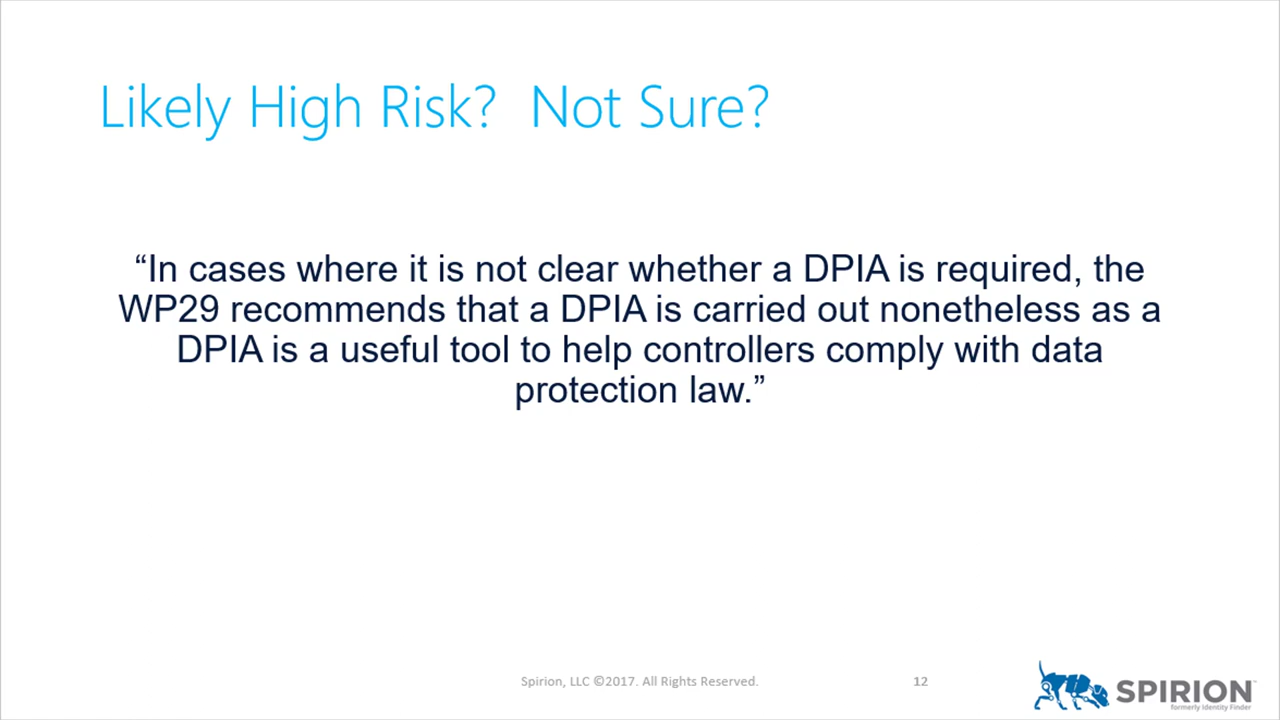 Likely High Risk? Not Sure?
“In cases where it is not clear whether a DPIA is required, the
WP29 recommends that a DPIA is carried out nonetheless as a
DPIA is a useful tool to help controllers comply with data
protection law.”
Spirion, LLC ©2017. All Rights Reserved.
12
SPIRION™
formerly Identity Finder